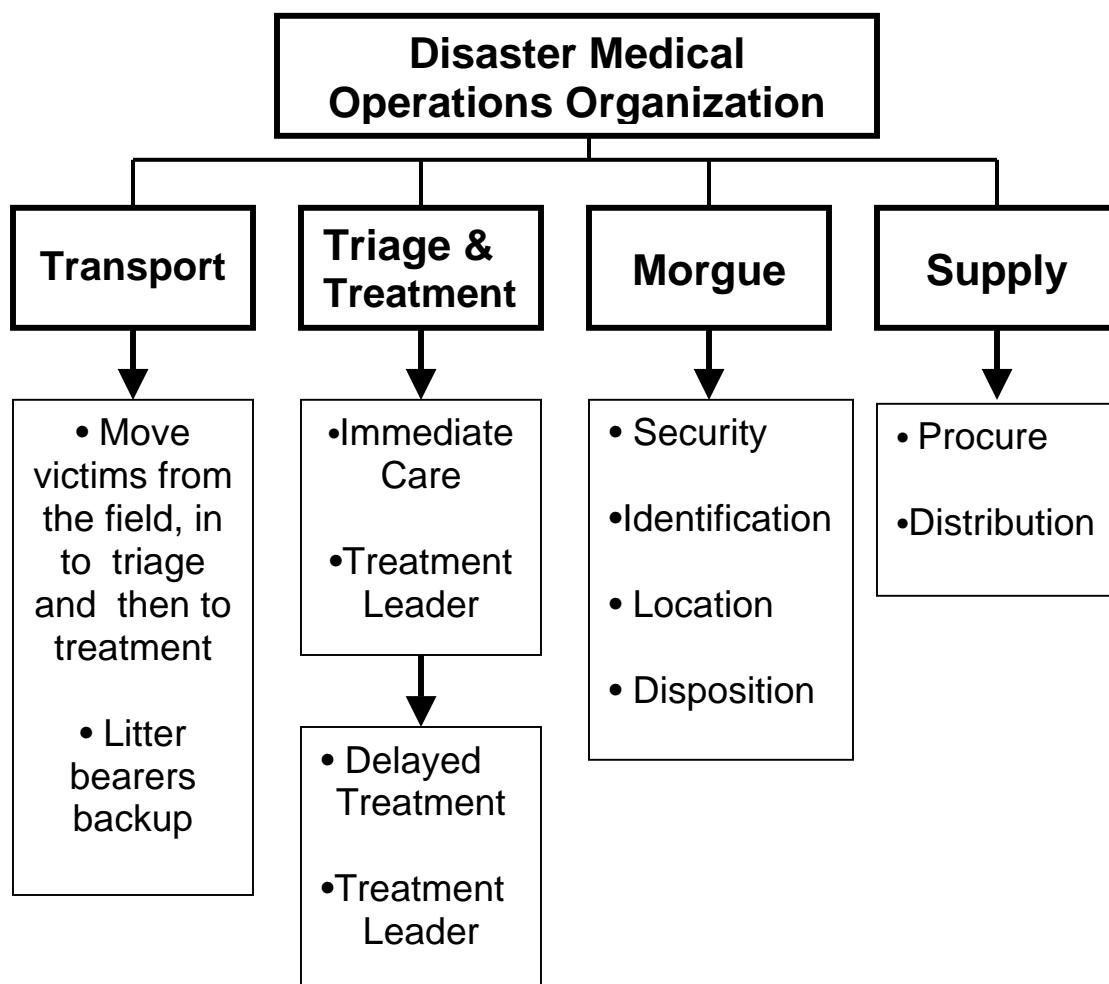 Disaster Medical
Operations Organization
Transport
Triage &
Treatment
Morgue
Supply
• Move
victims from
the field, in
to triage
and then to
treatment
• Litter
bearers
backup
•Immediate
Care
•Treatment
Leader
• Delayed
Treatment
•Treatment
Leader
• Security
•Identification
• Location
• Disposition
• Procure
•Distribution